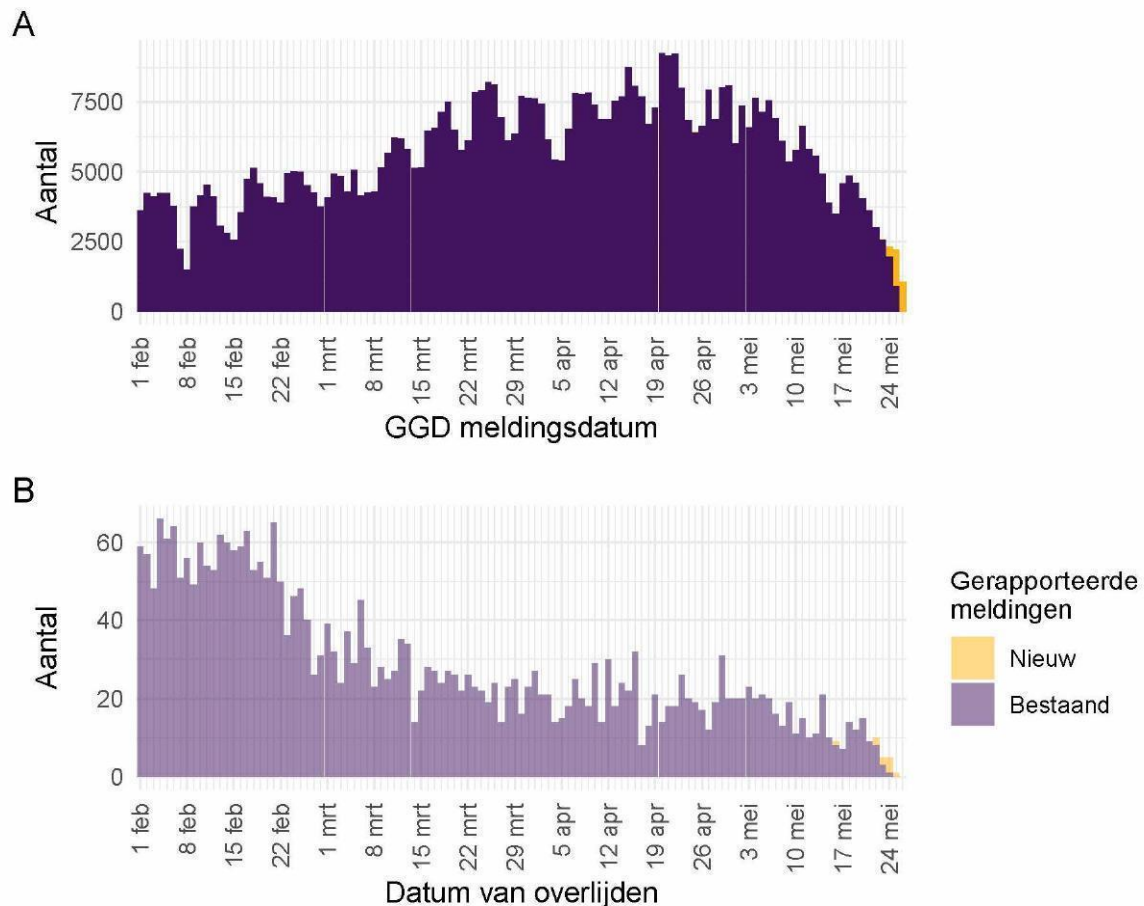 A
7500
5000
2500
0
Aantal
1 feb
8 feb
15 feb
22 feb
1 mrt
8 mrt
15 mrt
22 mrt
29 mrt
5 apr
12 apr
19 apr
26 apr
3 mei
10 mei
17 mei
24 mei
GGD meldingsdatum
B
60
40
20
0
Aantal
1 feb
8 feb
15 feb
22 feb
1 mrt
8 mrt
15 mrt
22 mrt
29 mrt
5 apr
12 apr
19 apr
26 apr
3 mei
10 mei
17 mei
24 mei
Datum van overlijden
Gerapporteerde
meldingen
Nieuw
Bestaand